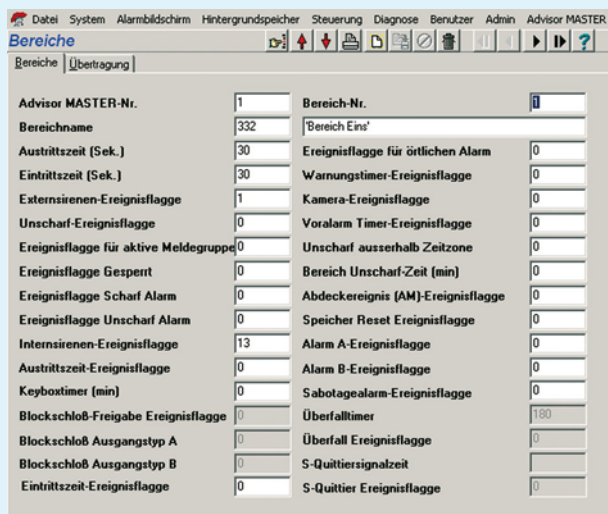 Datei System Alarmbildschirm Hintergrundspeicher Steuerung Diagnose Benutzer Admin Advisor MASTER
Bereiche
Bereiche Übertragung
Advisor MASTER-Nr. 1 Bereich-Nr. 1
Bereichname 332 'Bereich Eins'
Austrittszeit (Sek.) 30 Ereignisflagge für örtlichen Alarm 0
Eintrittszeit (Sek.) 30 Warnungstimer-Ereignisflagge 0
Externsirenen-Ereignisflagge 1 Kamera-Ereignisflagge 0
Unscharf-Ereignisflagge 0 Voralarm Timer-Ereignisflagge 0
Ereignisflagge für aktive Meldegruppe 0 Unscharf ausserhalb Zeitzone 0
Ereignisflagge Gesperrt 0 Bereich Unscharf-Zeit (min) 0
Ereignisflagge Scharf Alarm 0 Abdeckereignis (AM)-Ereignisflagge 0
Ereignisflagge Unscharf Alarm 0 Speicher Reset Ereignisflagge 0
Internsirenen-Ereignisflagge 13 Alarm A-Ereignisflagge 0
Austrittszeit-Ereignisflagge 0 Alarm B-Ereignisflagge 0
Keyboxtimer (min) 0 Sabotagealarm-Ereignisflagge 0
Blockschloß-Freigabe Ereignisflagge 0 Überfalltimer 180
Blockschloß Ausgangstyp A 0 Überfall Ereignisflagge 0
Blockschloß Ausgangstyp B 0 S-Quittiersignalzeit
Eintrittszeit-Ereignisflagge 0 S-Quittier Ereignisflagge 0